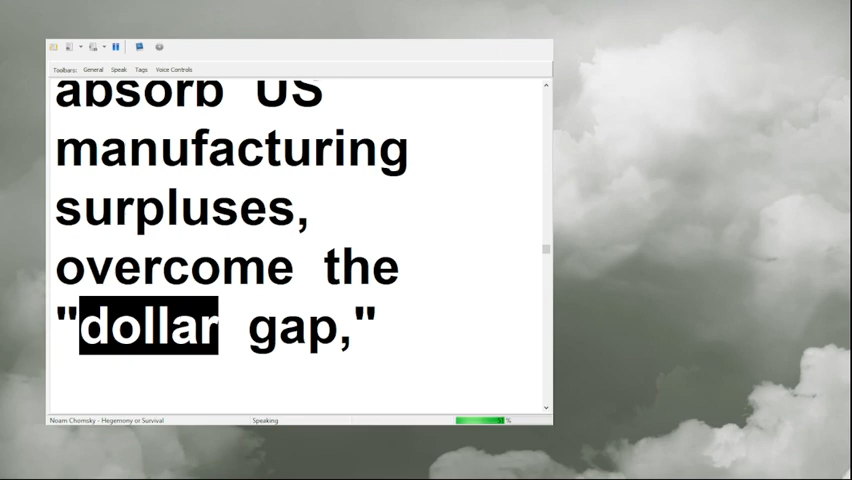 Toolbars: General Speak Tags Voice Controls
absorb US
manufacturing
surpluses,
overcome the
"dollar gap,"
Noam Chomsky - Hegemony or Survival Speaking 51 %